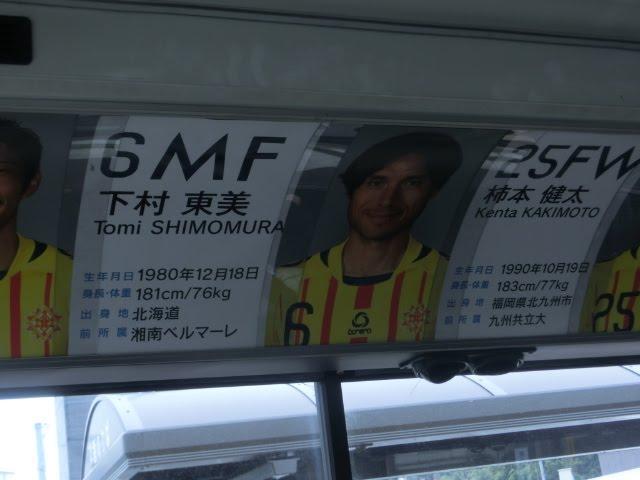 6MF
下村 東美
Tomi SHIMOMURA
生年月日 1980年12月18日
身長・体重 181cm/76kg
出身地 北海道
前所属 湘南ベルマーレ
6
bonera
25FW
柿本 健太
Kenta KAKIMOTO
生年月日 1990年10月19日
身長・体重 183cm/77kg
出身地 福岡県北九州市
前所属 九州共立大
25